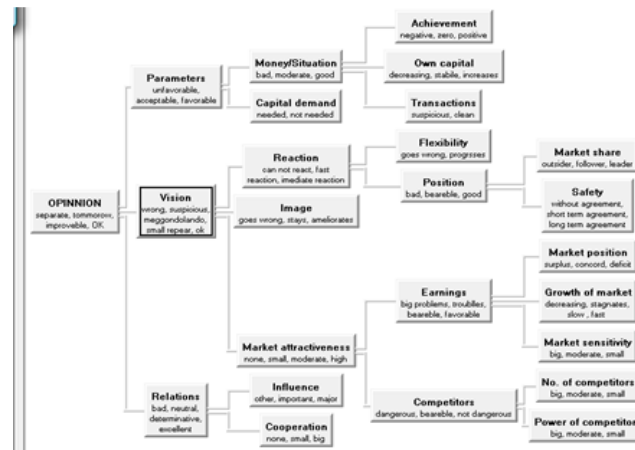 Achievement
negative, zero, positive
Money/Situation
bad, moderate, good
Own capital
decreasing, stabile, increases
Parameters
unfavorable,
acceptable, favorable
Capital demand
needed, not needed
Transactions
suspicious, clean
Flexibility
goes wrong, progrsses
Reaction
can not react, fast
reaction, imediate reaction
Market share
outsider, follower, leader
Position
bad, beareble, good
OPINNION
separate, tommorow,
improveble, OK
Vision
wrong, suspicious,
meggondolando,
small repear, ok
Image
goes wrong, stays, ameliorates
Safety
without agreement,
short term agreement,
long term agreement
Market position
surplus, concord, deficit
Earnings
big problems, troublles,
beareble, favorable
Growth of market
decreasing, stagnates,
slow , fast
Market attractiveness
none, small, moderate, high
Market sensitivity
big, moderate, small
Relations
bad, neutral,
determinative,
excellent
Influence
other, important, major
No. of competitors
big, moderate, small
Competitors
dangerous, beareble, not dangerous
Cooperation
none, small, big
Power of competitor
big, moderate, small